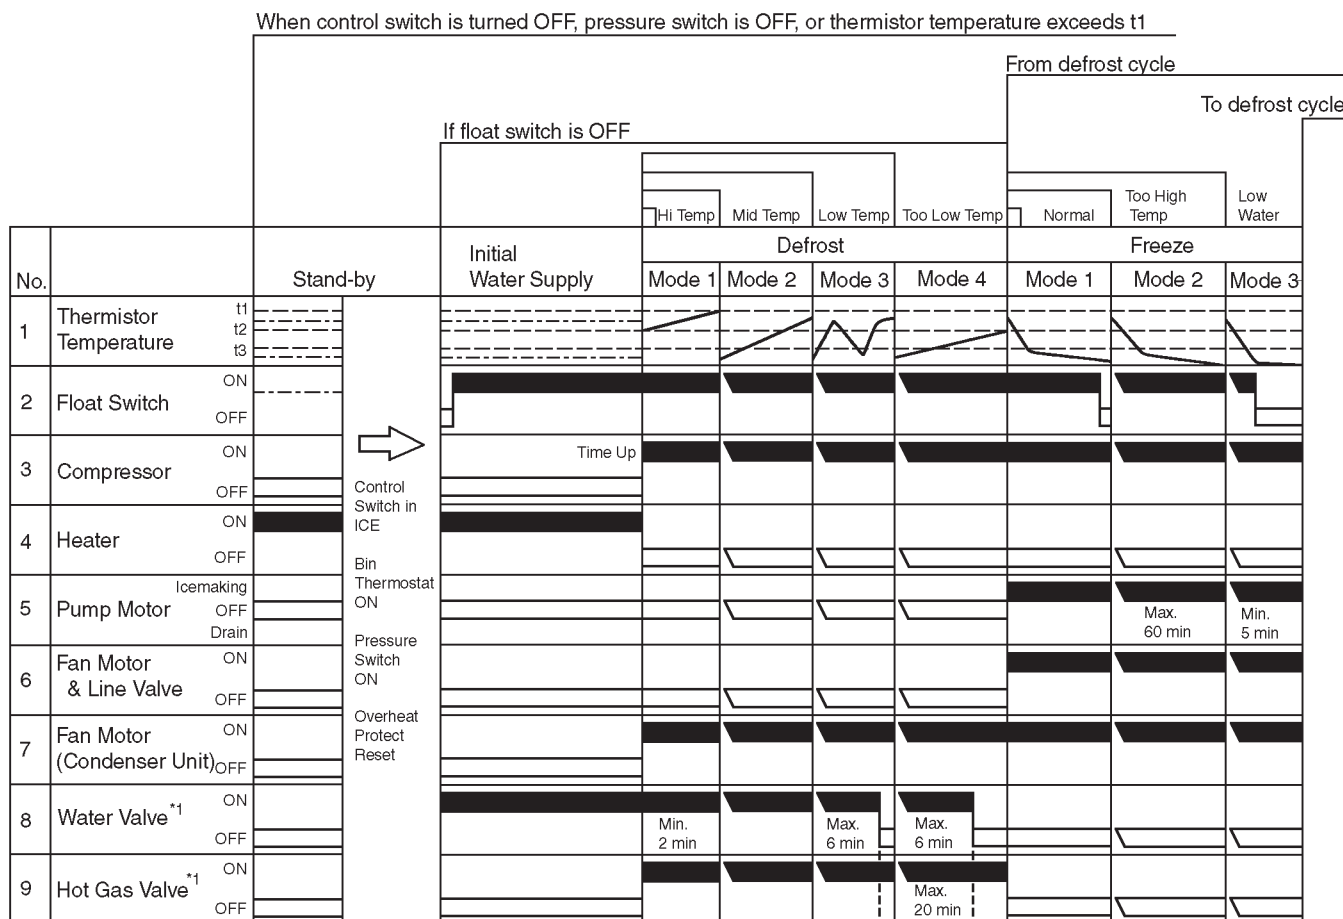 When control switch is turned OFF, pressure switch is OFF, or thermistor temperature exceeds t1
From defrost cycle
To defrost cycle
If float switch is OFF
Hi Temp
Mid Temp
Low Temp
Too Low Temp
Normal
Too High
Temp
Low
Water
No.
Stand-by
Initial
Water Supply
Defrost
Freeze
Mode 1
Mode 2
Mode 3
Mode 4
Mode 1
Mode 2
Mode 3
1
Thermistor
Temperature
t1
t2
t3
2
Float Switch
ON
OFF
3
Compressor
ON
OFF
Time Up
Control
Switch in
ICE
Bin
Thermostat
ON
Pressure
Switch
ON
Overheat
Protect
Reset
4
Heater
ON
OFF
5
Pump Motor
Icemaking
OFF
Drain
Max.
60 min
Min.
5 min
6
Fan Motor
& Line Valve
ON
OFF
7
Fan Motor
(Condenser Unit)
ON
OFF
8
Water Valve*1
ON
OFF
Min.
2 min
Max.
6 min
Max.
6 min
9
Hot Gas Valve*1
ON
OFF
Max.
20 min